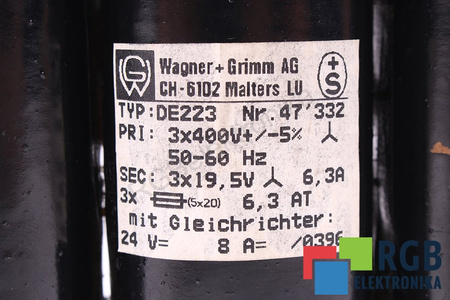 GW
Wagner+Grimm AG
CH-6102 Malters LU
+S
TYP:DE223 Nr.47'332
PRI: 3x400V+/-5%
50-60 Hz
SEC: 3x19,5V 6,3A
3x (5x20) 6,3 AT
mit Gleichrichter:
24 V= 8 A= /0396
RGB
ELEKTRONIKA